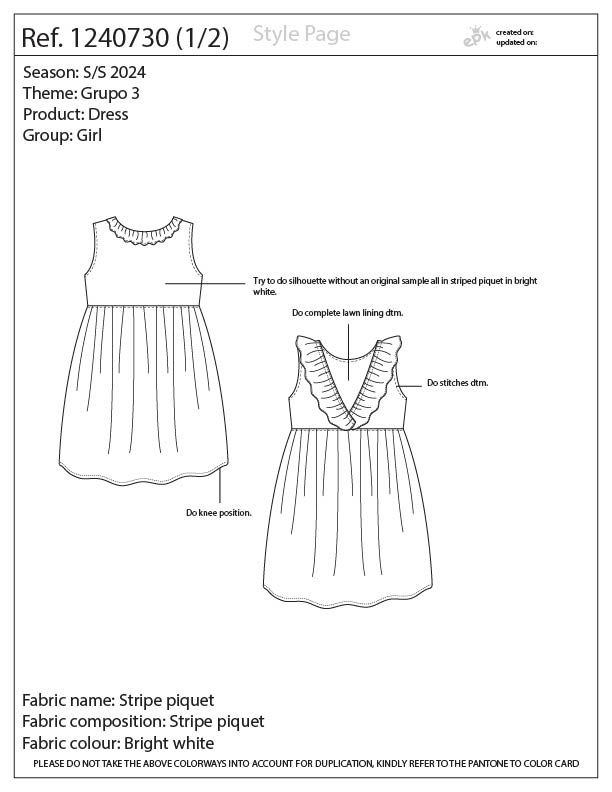 Ref. 1240730 (1/2)
Style Page
epk
created on:
updated on:
Season: S/S 2024
Theme: Grupo 3
Product: Dress
Group: Girl
Try to do silhouette without an original sample all in striped piquet in bright
white.
Do complete lawn lining dtm.
Do stitches dtm.
Do knee position.
Fabric name: Stripe piquet
Fabric composition: Stripe piquet
Fabric colour: Bright white
PLEASE DO NOT TAKE THE ABOVE COLORWAYS INTO ACCOUNT FOR DUPLICATION, KINDLY REFER TO THE PANTONE TO COLOR CARD